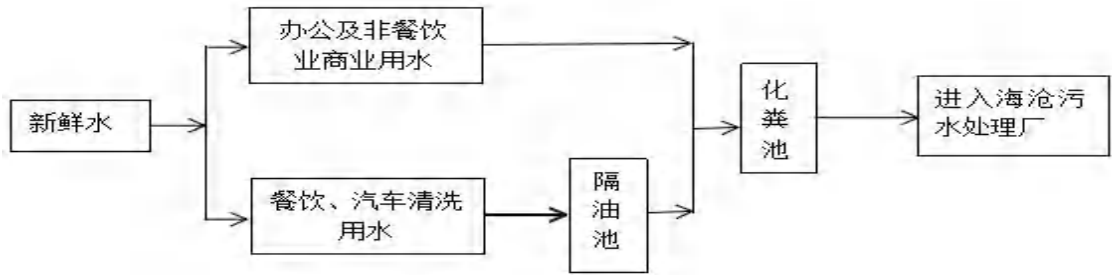 新鲜水
办公及非餐饮
业商业用水
餐饮、汽车清洗
用水
隔
油
池
化
粪
池
进入海沧污
水处理厂